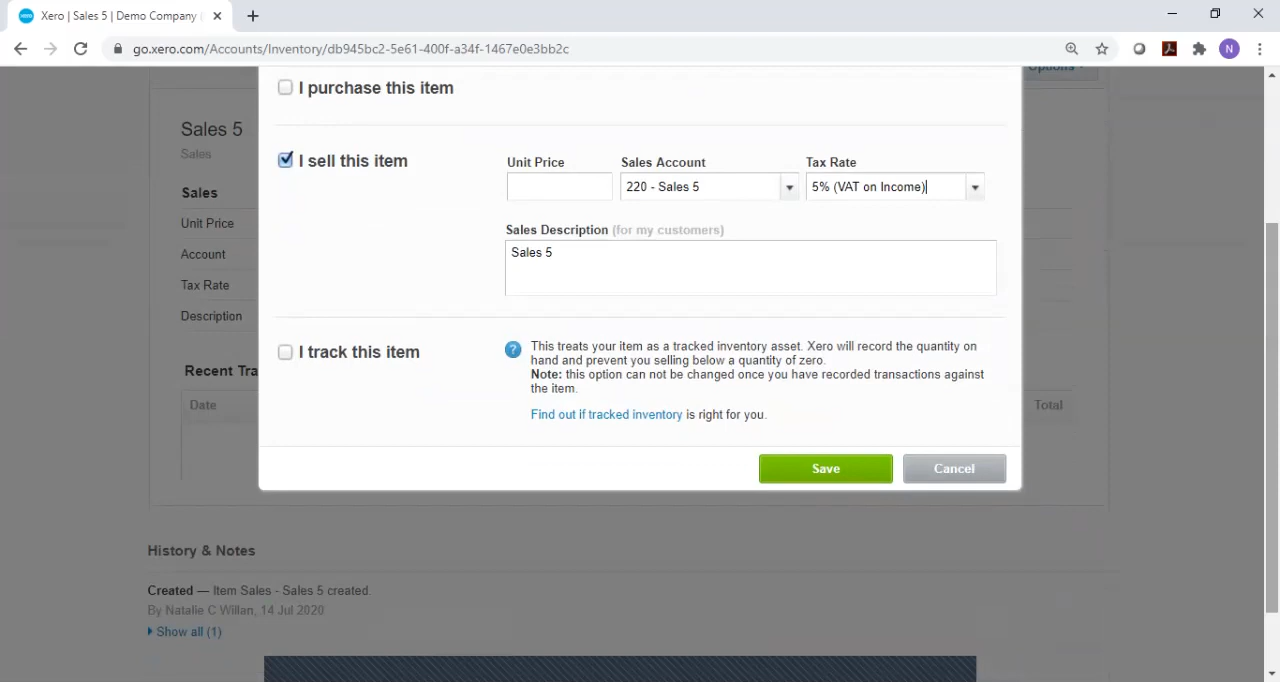 Xero | Sales 5 | Demo Company
go.xero.com/Accounts/Inventory/db945bc2-5e61-400f-a34f-1467e0e3bb2c
N
Options
I purchase this item
Sales 5
Sales
I sell this item
Unit Price Sales Account Tax Rate
220 - Sales 5 5% (VAT on Income)
Sales
Unit Price
Sales Description (for my customers)
Sales 5
Account
Tax Rate
Description
I track this item
? This treats your item as a tracked inventory asset. Xero will record the quantity on
hand and prevent you selling below a quantity of zero.
Note: this option can not be changed once you have recorded transactions against
the item.
Find out if tracked inventory is right for you.
Recent Tra
Date Total
Save Cancel
History & Notes
Created — Item Sales - Sales 5 created.
By Natalie C Willan, 14 Jul 2020
Show all (1)